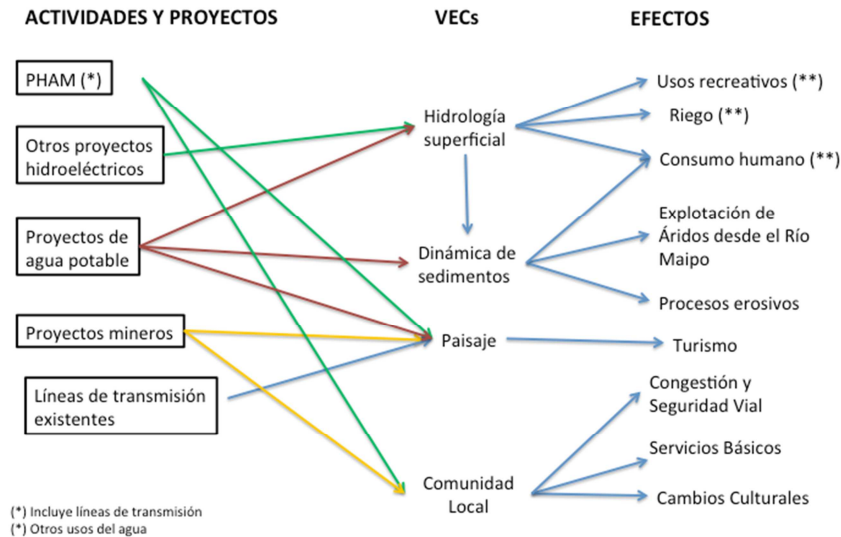 ACTIVIDADES Y PROYECTOS
VECs
EFECTOS
PHAM (*)
Otros proyectos
hidroeléctricos
Proyectos de
agua potable
Proyectos mineros
Líneas de transmisión
existentes
Hidrología
superficial
Dinámica de
sedimentos
Paisaje
Comunidad
Local
Usos recreativos (**)
Riego (**)
Consumo humano (**)
Explotación de
Áridos desde el Río
Maipo
Procesos erosivos
Turismo
Congestión y
Seguridad Vial
Servicios Básicos
Cambios Culturales
(*) Incluye líneas de transmisión
(*) Otros usos del agua